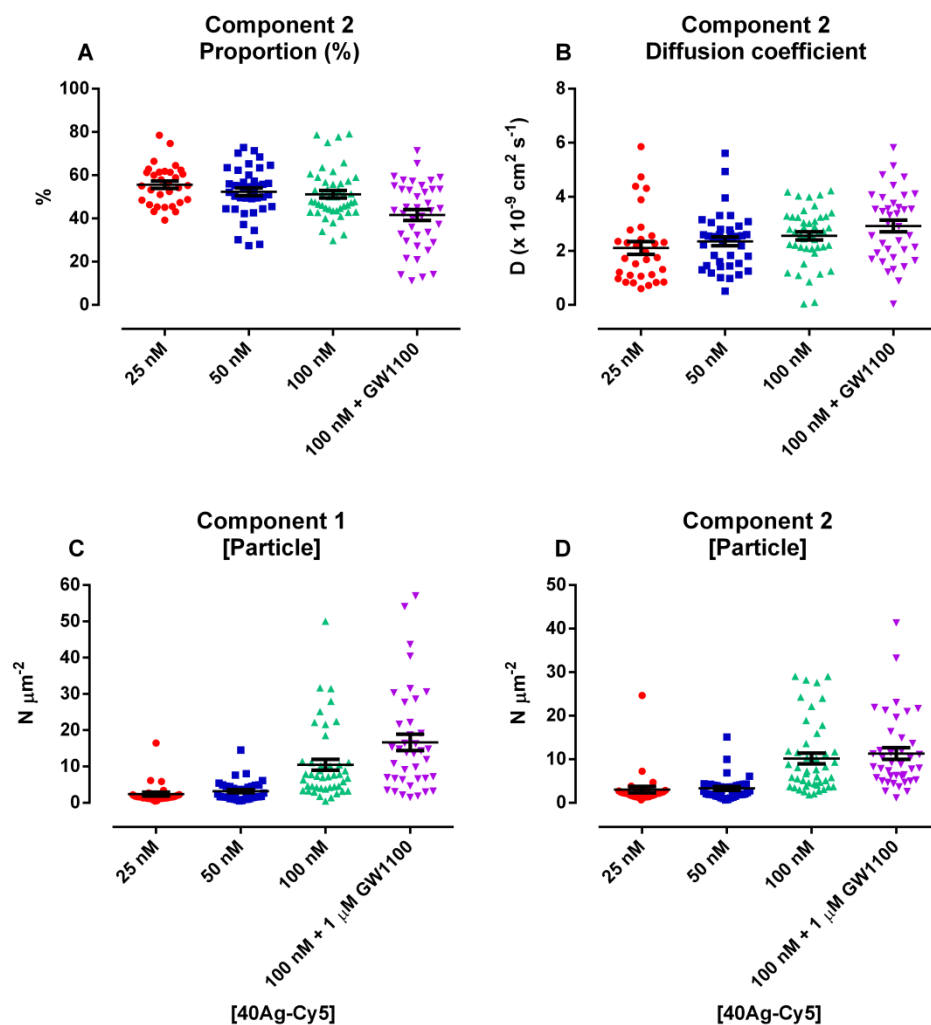 Component 2
Proportion (%)
A
%
100
80
60
40
20
0
25 nM
50 nM
100 nM
100 nM + GW1100
Component 2
Diffusion coefficient
B
D (x 10⁻⁹ cm² s⁻¹)
8
6
4
2
0
25 nM
50 nM
100 nM
100 nM + GW1100
Component 1
[Particle]
C
N μm⁻²
60
50
40
30
20
10
0
25 nM
50 nM
100 nM
100 nM + 1 μM GW1100
[40Ag-Cy5]
Component 2
[Particle]
D
N μm⁻²
50
40
30
20
10
0
25 nM
50 nM
100 nM
100 nM + 1 μM GW1100
[40Ag-Cy5]